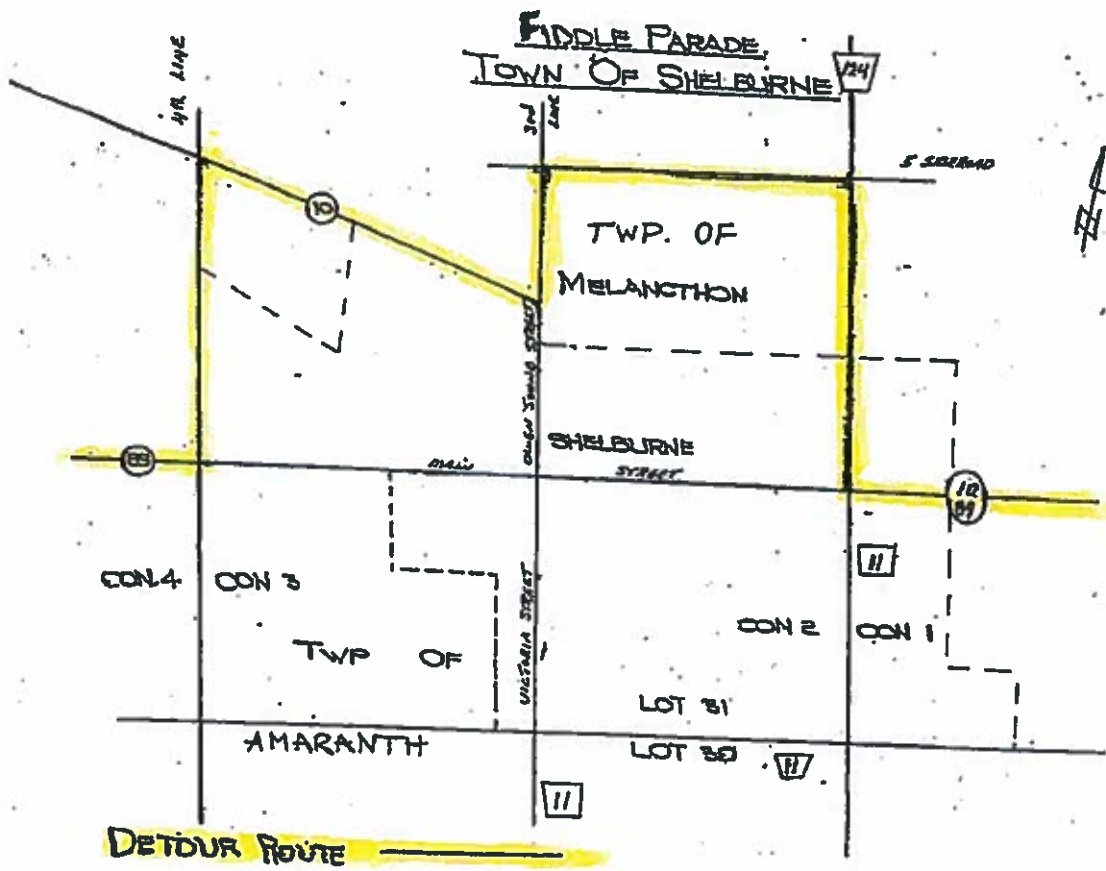 FIDDLE PARADE
TOWN OF SHELBURNE
124
4TH LINE
3RD LINE
5 SIDEROAD
10
TWP. OF
MELANCTHON
OWEN SOUND STREET
SHELBURNE
89
MAIN STREET
10
89
11
CON 4 CON 3
CON 2 CON 1
VICTORIA STREET
TWP OF
LOT 31
AMARANTH
LOT 30
11
11
DETOUR ROUTE